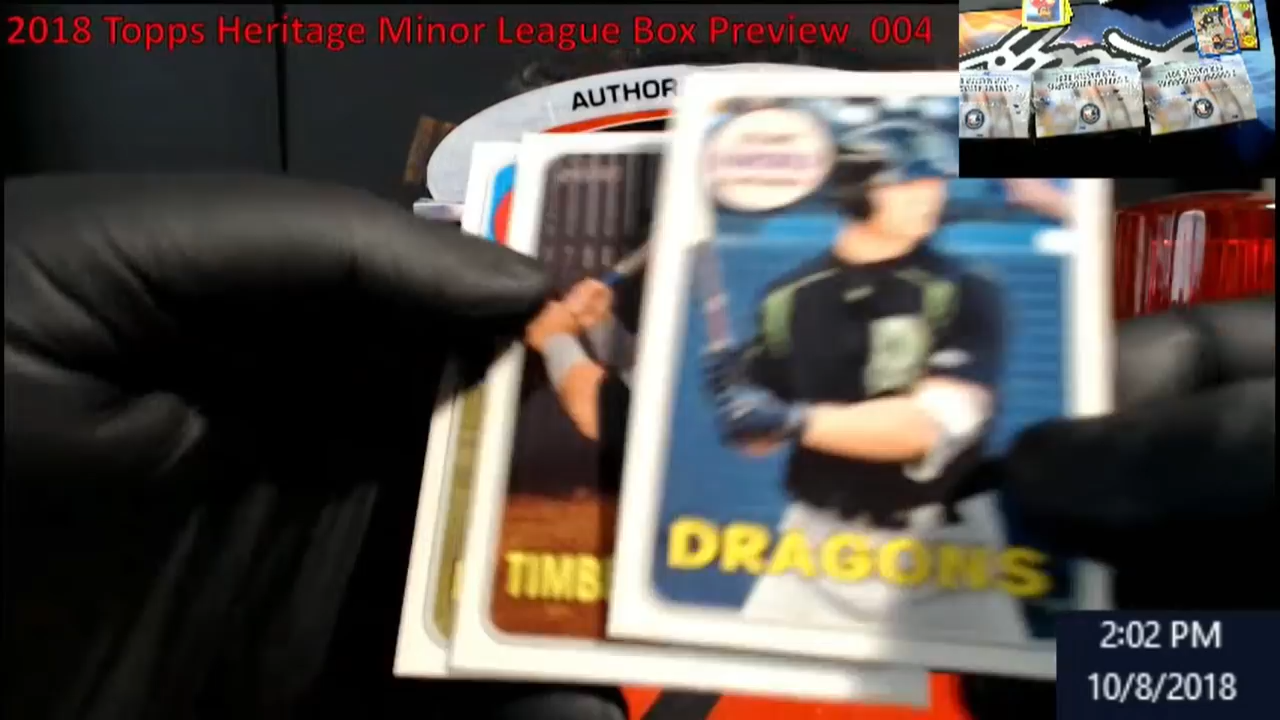 2018 Topps Heritage Minor League Box Preview 004
AUTHOR
TIMB
DRAGONS
2:02 PM
10/8/2018